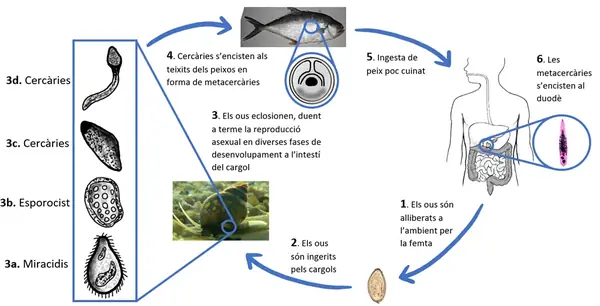 4. Cercàries s’encisten als
teixits dels peixos en
forma de metacercàries
5. Ingesta de
peix poc cuinat
6. Les
metacercàries
s’encisten al
duodè
3d. Cercàries
3. Els ous eclosionen, duent
a terme la reproducció
asexual en diverses fases de
desenvolupament a l’intestí
del cargol
3c. Cercàries
3b. Esporocist
3a. Miracidis
1. Els ous són
alliberats a
l’ambient per
la femta
2. Els ous
són ingerits
pels cargols